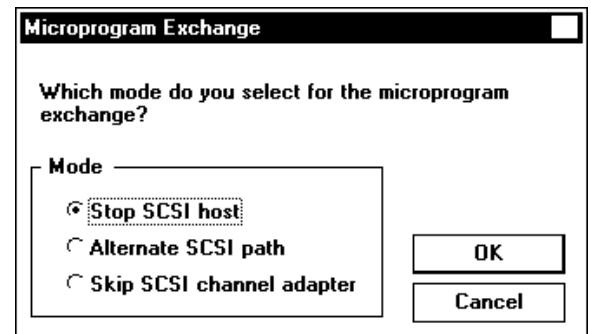 Microprogram Exchange
Which mode do you select for the microprogram
exchange?
Mode
Stop SCSI host
Alternate SCSI path
Skip SCSI channel adapter
OK
Cancel